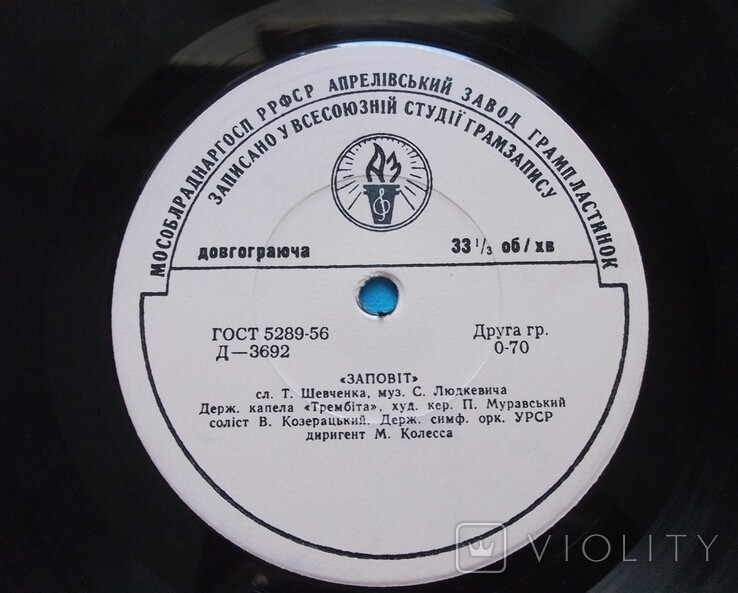 МОСОБЛРАДНАРГОСП РРФСР АПРЕЛІВСЬКИЙ ЗАВОД ГРАМПЛАСТИНОК
ЗАПИСАНО У ВСЕСОЮЗНІЙ СТУДІЇ ГРАМЗАПИСУ
АЗ
довгограюча 33 1/3 об/хв
ГОСТ 5289-56 Друга гр.
Д—3692 0-70
«ЗАПОВІТ»
сл. Т. Шевченка, муз. С. Людкевича
Держ. капела «Трембіта», худ. кер. П. Муравський
соліст В. Козерацький. Держ. симф. орк. УРСР
диригент М. Колесса
VIOLITY